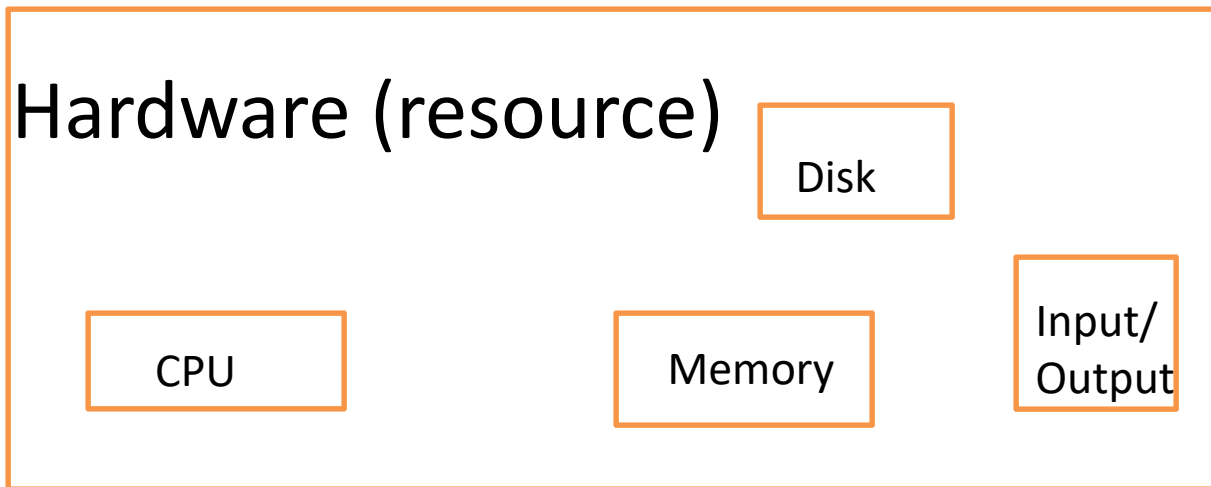 Hardware (resource)
Disk
CPU
Memory
Input/
Output